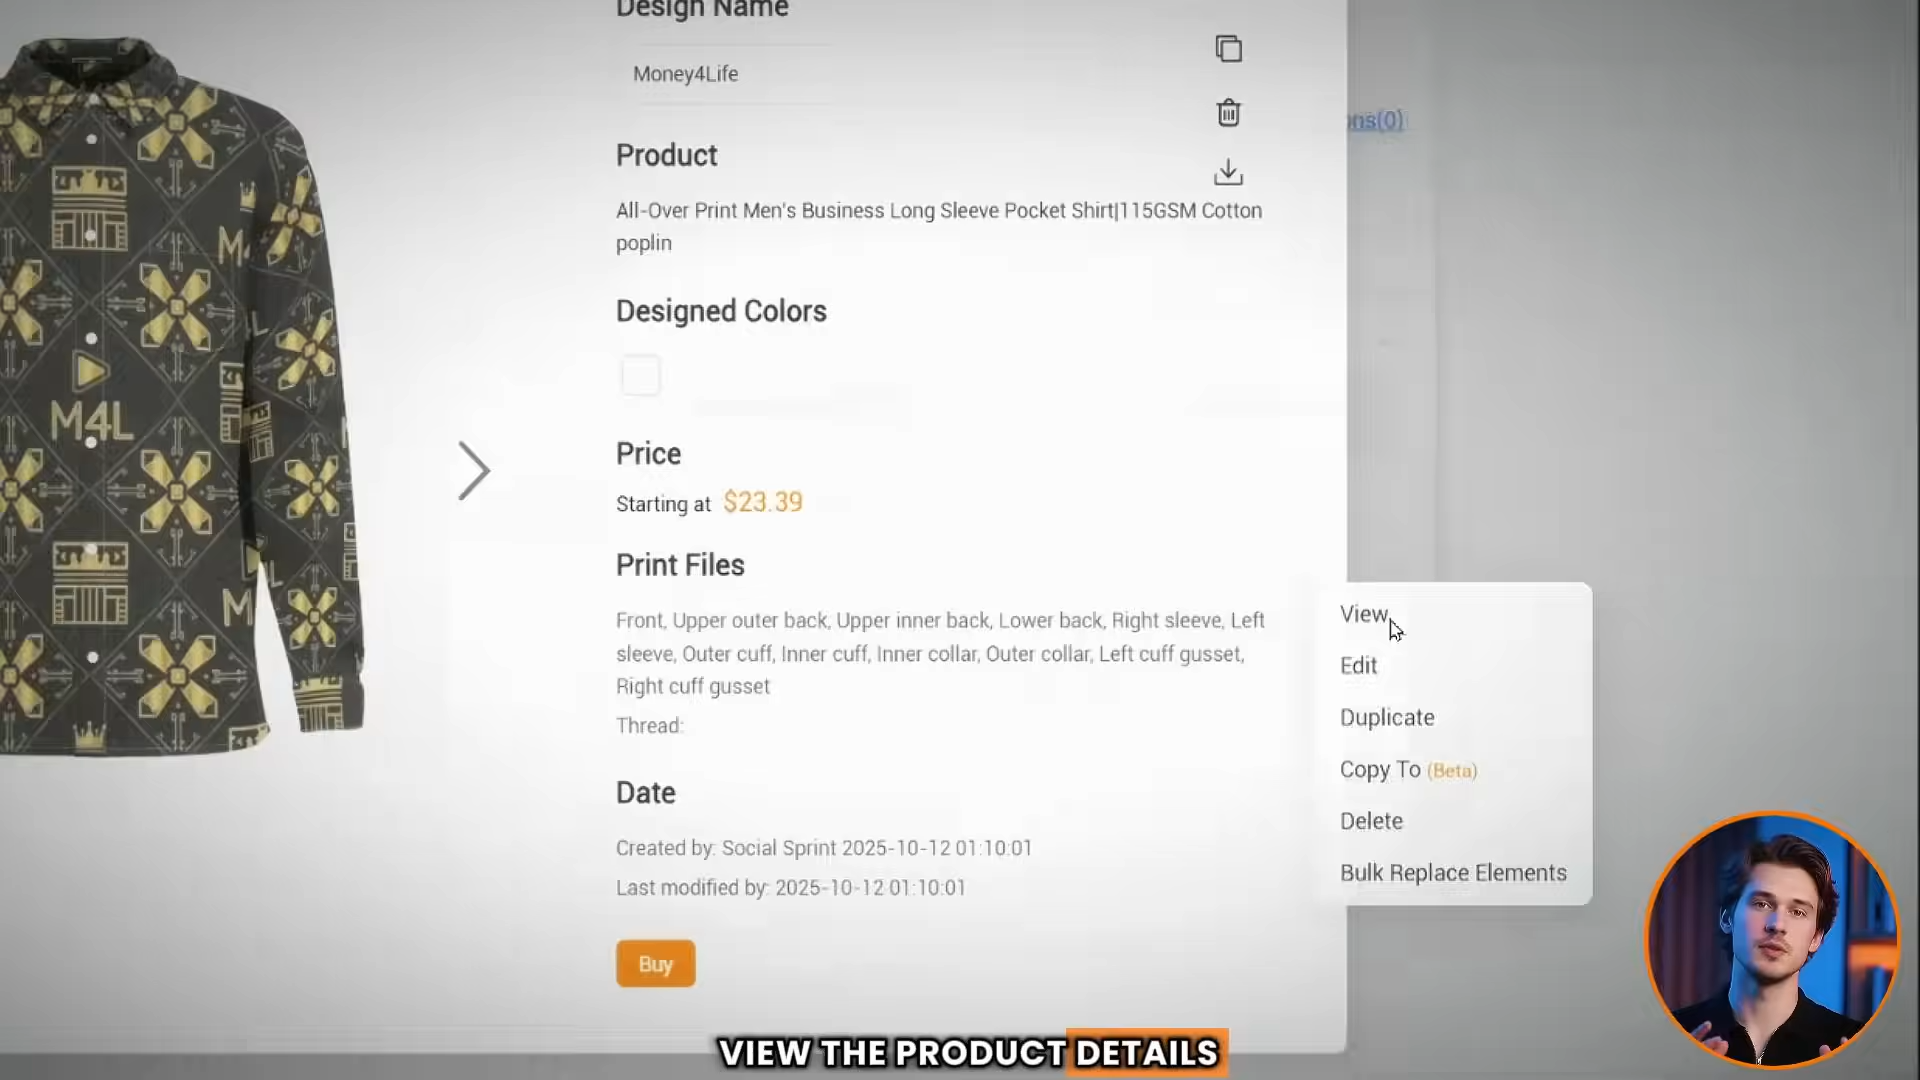 Design Name
Money4Life
Product
All-Over Print Men's Business Long Sleeve Pocket Shirt|115GSM Cotton
poplin
Designed Colors
Price
Starting at $23.39
Print Files
Front, Upper outer back, Upper inner back, Lower back, Right sleeve, Left
sleeve, Outer cuff, Inner cuff, Inner collar, Outer collar, Left cuff gusset,
Right cuff gusset
Thread:
Date
Created by: Social Sprint 2025-10-12 01:10:01
Last modified by: 2025-10-12 01:10:01
Buy
ons(0)
View
Edit
Duplicate
Copy To (Beta)
Delete
Bulk Replace Elements
M4L
VIEW THE PRODUCT DETAILS